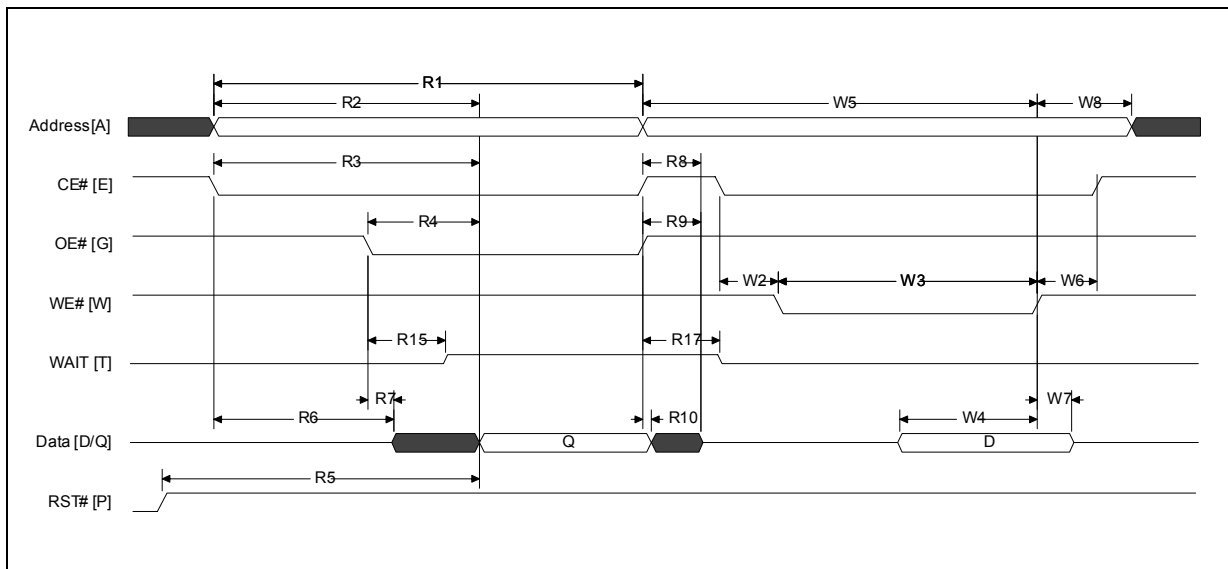 R1
R2
W5
W8
Address [A]
R3
R8
CE# [E]
R4
R9
OE# [G]
W2
W3
W6
WE# [W]
R15
R17
WAIT [T]
R7
W7
R6
R10
W4
Data [D/Q]
Q
D
R5
RST# [P]